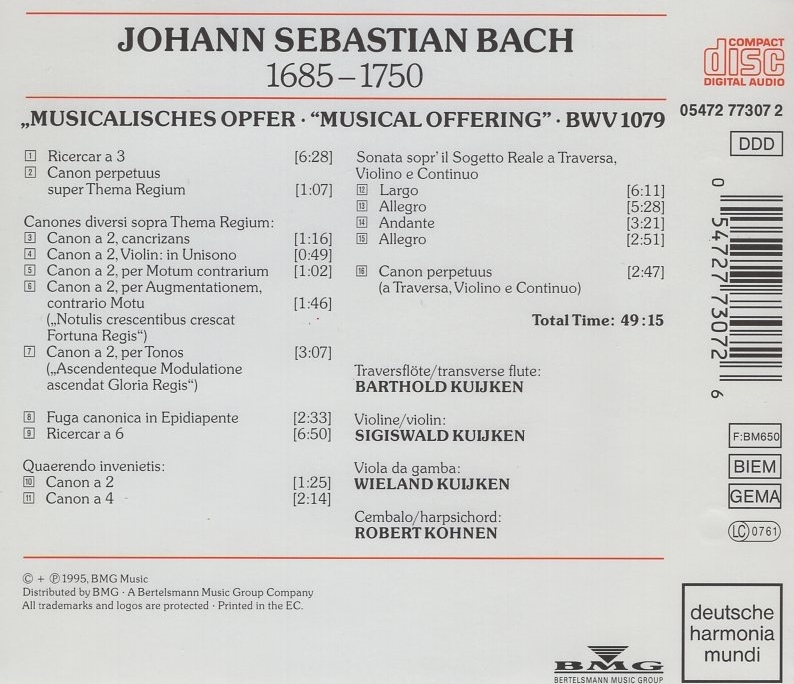 JOHANN SEBASTIAN BACH
1685–1750
„MUSICALISCHES OPFER · “MUSICAL OFFERING” · BWV 1079
1 Ricercar a 3 [6:28]
2 Canon perpetuus
super Thema Regium [1:07]
Canones diversi sopra Thema Regium:
3 Canon a 2, cancrizans [1:16]
4 Canon a 2, Violin: in Unisono [0:49]
5 Canon a 2, per Motum contrarium [1:02]
6 Canon a 2, per Augmentationem,
contrario Motu [1:46]
(„Notulis crescentibus crescat
Fortuna Regis“)
7 Canon a 2, per Tonos [3:07]
(„Ascendenteque Modulatione
ascendat Gloria Regis“)
8 Fuga canonica in Epidiapente [2:33]
9 Ricercar a 6 [6:50]
Quaerendo invenietis:
10 Canon a 2 [1:25]
11 Canon a 4 [2:14]
Sonata sopr' il Sogetto Reale a Traversa,
Violino e Continuo
12 Largo [6:11]
13 Allegro [5:28]
14 Andante [3:21]
15 Allegro [2:51]
16 Canon perpetuus [2:47]
(a Traversa, Violino e Continuo)
Total Time: 49:15
Traversflöte/transverse flute:
BARTHOLD KUIJKEN
Violine/violin:
SIGISWALD KUIJKEN
Viola da gamba:
WIELAND KUIJKEN
Cembalo/harpsichord:
ROBERT KOHNEN
© + ℗ 1995, BMG Music
Distributed by BMG · A Bertelsmann Music Group Company
All trademarks and logos are protected · Printed in the EC.
BMG
BERTELSMANN MUSIC GROUP
COMPACT
disc
DIGITAL AUDIO
05472 77307 2
DDD
0 54727 73072 6
F:BM650
BIEM
GEMA
LC 0761
deutsche
harmonia
mundi